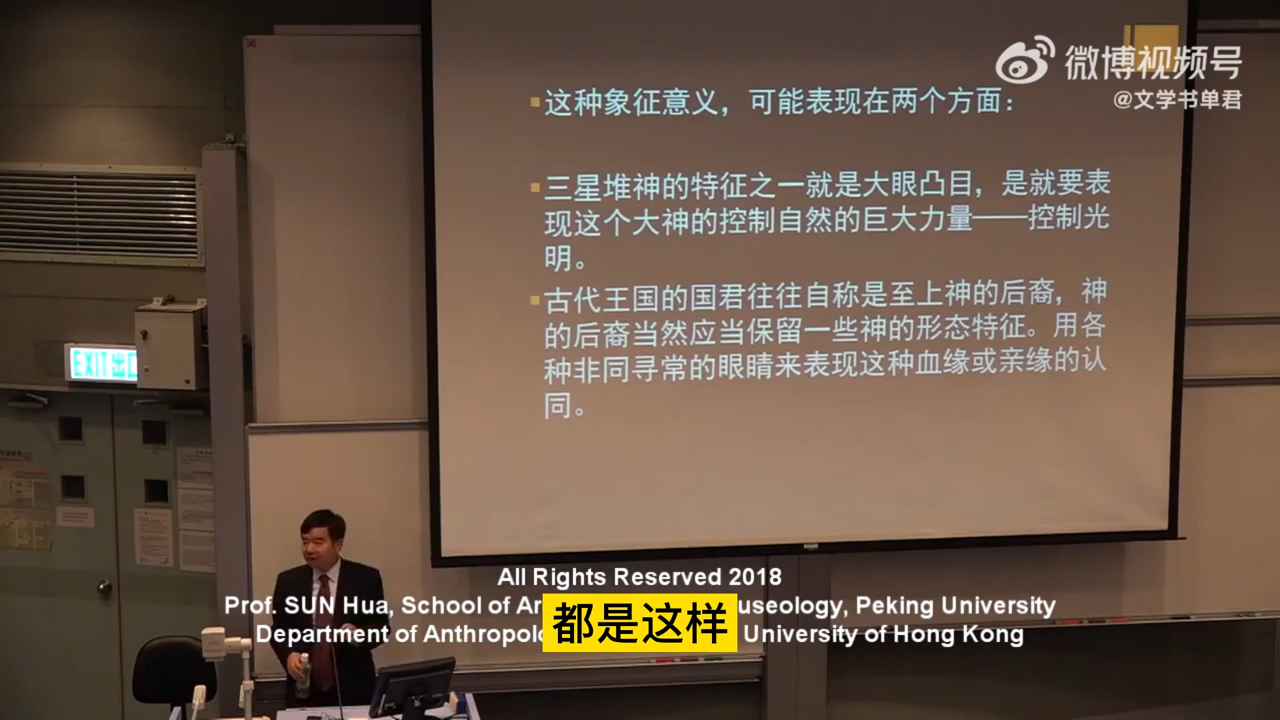 微博视频号
@文学书单君
这种象征意义，可能表现在两个方面：
三星堆神的特征之一就是大眼凸目，是就要表
现这个大神的控制自然的巨大力量——控制光
明。
古代王国的国君往往自称是至上神的后裔，神
的后裔当然应当保留一些神的形态特征。用各
种非同寻常的眼睛来表现这种血缘或亲缘的认
同。
EXIT 出口
All Rights Reserved 2018
Prof. SUN Hua, School of Ar useology, Peking University
Department of Anthropolo University of Hong Kong
都是这样